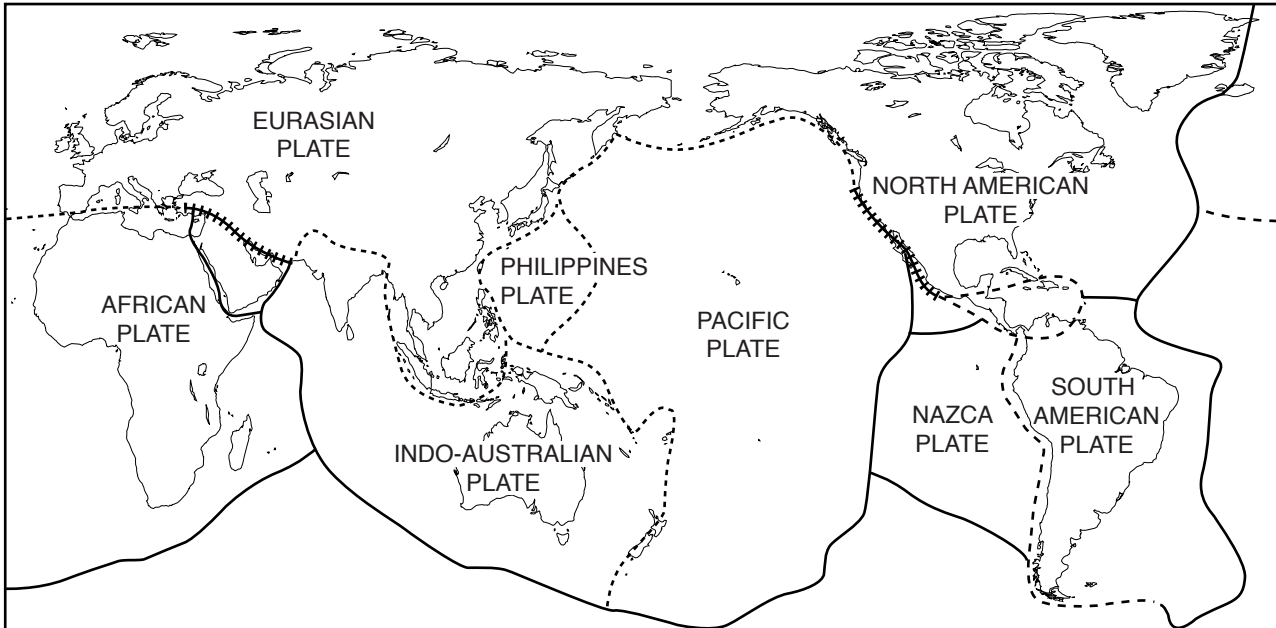 EURASIAN
PLATE
NORTH AMERICAN
PLATE
PHILIPPINES
PLATE
AFRICAN
PLATE
PACIFIC
PLATE
NAZCA
PLATE
SOUTH
AMERICAN
PLATE
INDO-AUSTRALIAN
PLATE